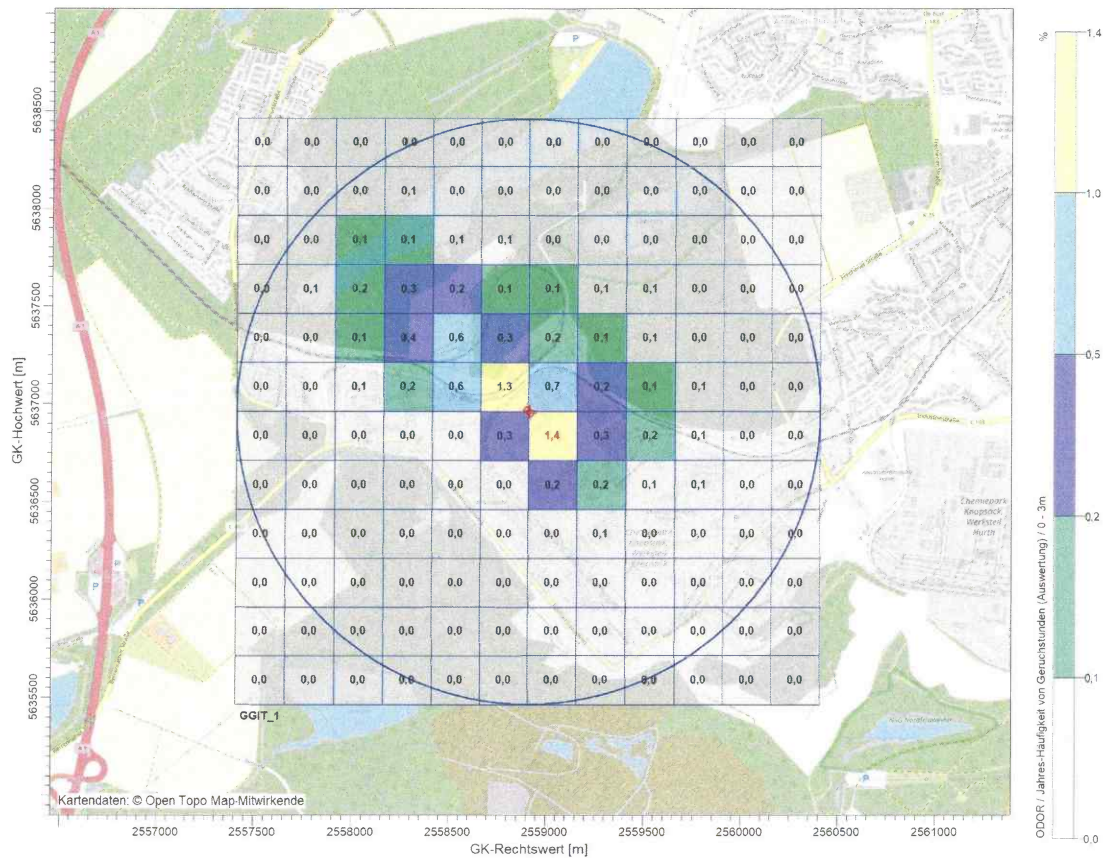 %
1,4
1,0
0,5
0,2
0,1
0,0
ODOR / Jahres-Häufigkeit von Geruchstunden (Auswertung) / 0 - 3m
GK-Hochwert [m]
5638500
5638000
5637500
5637000
5636500
5636000
5635500
0,0 0,0 0,0 0,0 0,0 0,0 0,0 0,0 0,0 0,0 0,0 0,0
0,0 0,0 0,0 0,1 0,0 0,0 0,0 0,0 0,0 0,0 0,0 0,0
0,0 0,0 0,1 0,1 0,1 0,1 0,0 0,0 0,0 0,0 0,0 0,0
0,0 0,1 0,2 0,3 0,2 0,1 0,1 0,1 0,1 0,0 0,0 0,0
0,0 0,0 0,1 0,4 0,6 0,3 0,2 0,1 0,1 0,0 0,0 0,0
0,0 0,0 0,1 0,2 0,6 1,3 0,7 0,2 0,1 0,1 0,0 0,0
0,0 0,0 0,0 0,0 0,0 0,3 1,4 0,3 0,2 0,1 0,0 0,0
0,0 0,0 0,0 0,0 0,0 0,0 0,2 0,2 0,1 0,1 0,0 0,0
0,0 0,0 0,0 0,0 0,0 0,0 0,0 0,1 0,0 0,0 0,0 0,0
0,0 0,0 0,0 0,0 0,0 0,0 0,0 0,0 0,0 0,0 0,0 0,0
0,0 0,0 0,0 0,0 0,0 0,0 0,0 0,0 0,0 0,0 0,0 0,0
0,0 0,0 0,0 0,0 0,0 0,0 0,0 0,0 0,0 0,0 0,0 0,0
GGIT_1
A 1
P
Chemiepark
Knapsack
Werksteil
Hürth
P
P
P
Kartendaten: © Open Topo Map-Mitwirkende
2557000 2557500 2558000 2558500 2559000 2559500 2560000 2560500 2561000
GK-Rechtswert [m]